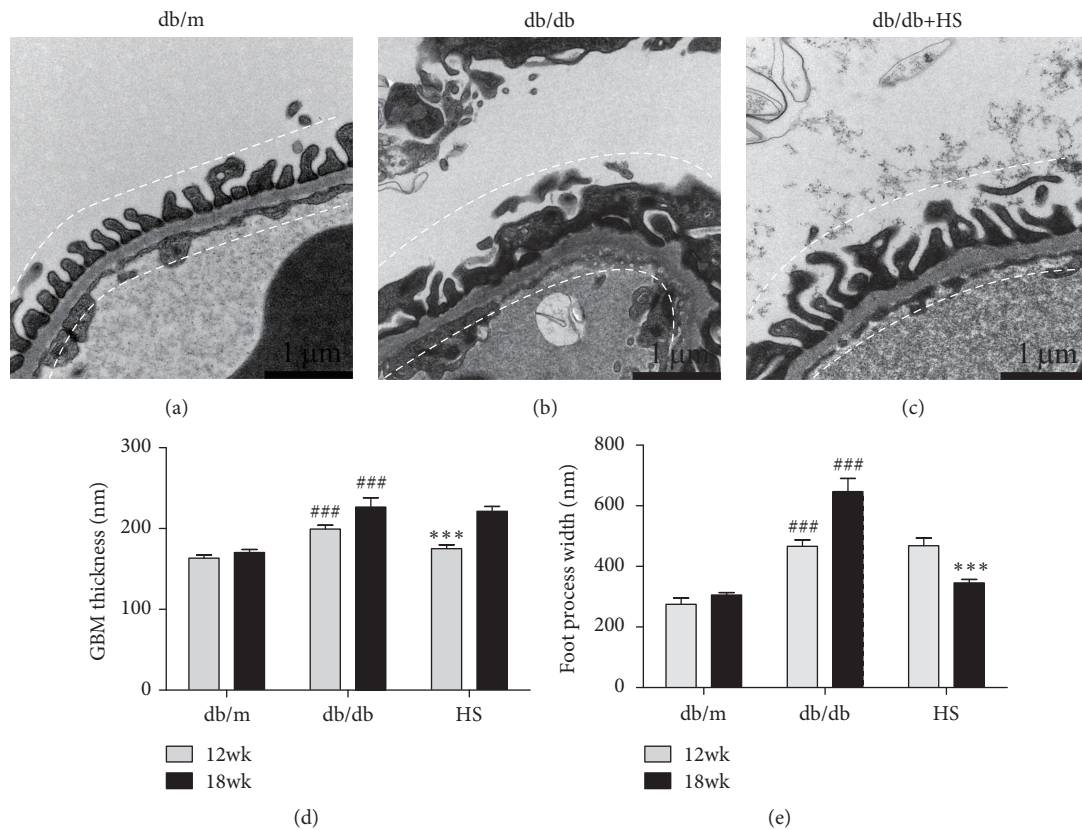 db/m
db/db
db/db+HS
1 μm
1 μm
1 μm
(a)
(b)
(c)
300
200
100
0
GBM thickness (nm)
###
###
***
db/m
db/db
HS
12wk
18wk
(d)
800
600
400
200
0
Foot process width (nm)
###
###
***
db/m
db/db
HS
12wk
18wk
(e)